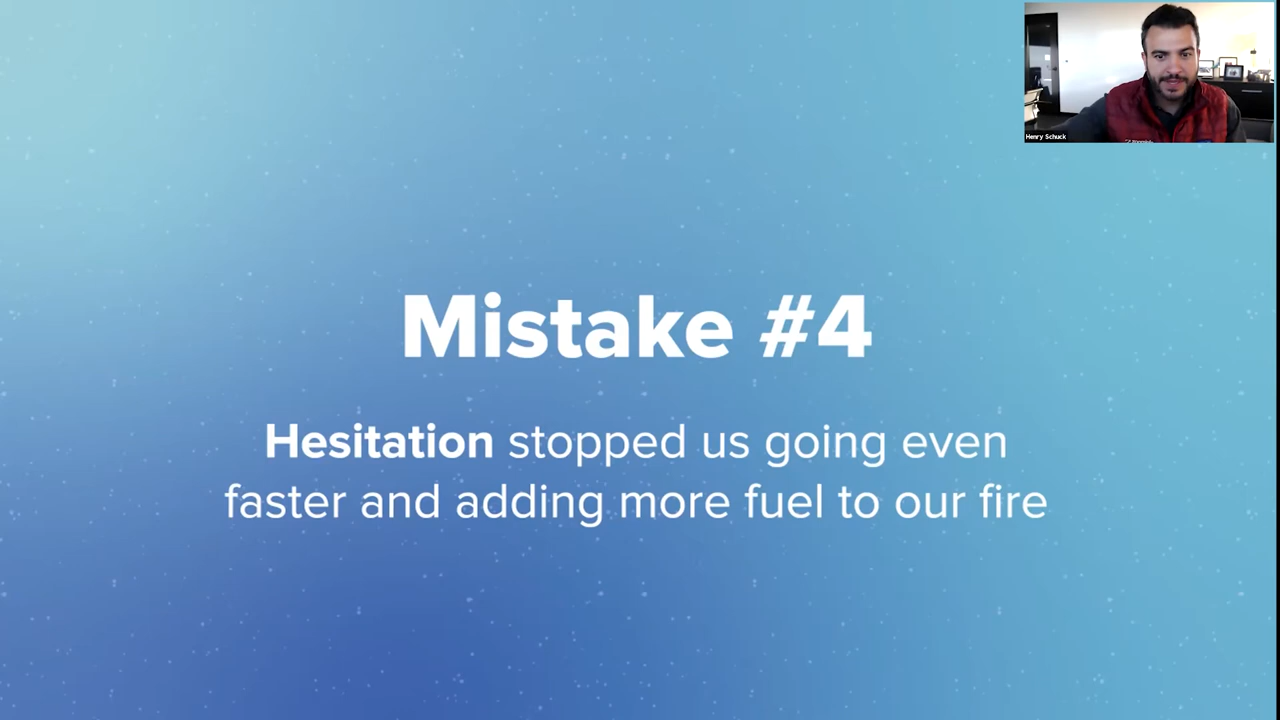 Henry Schuck
Mistake #4
Hesitation stopped us going even
faster and adding more fuel to our fire